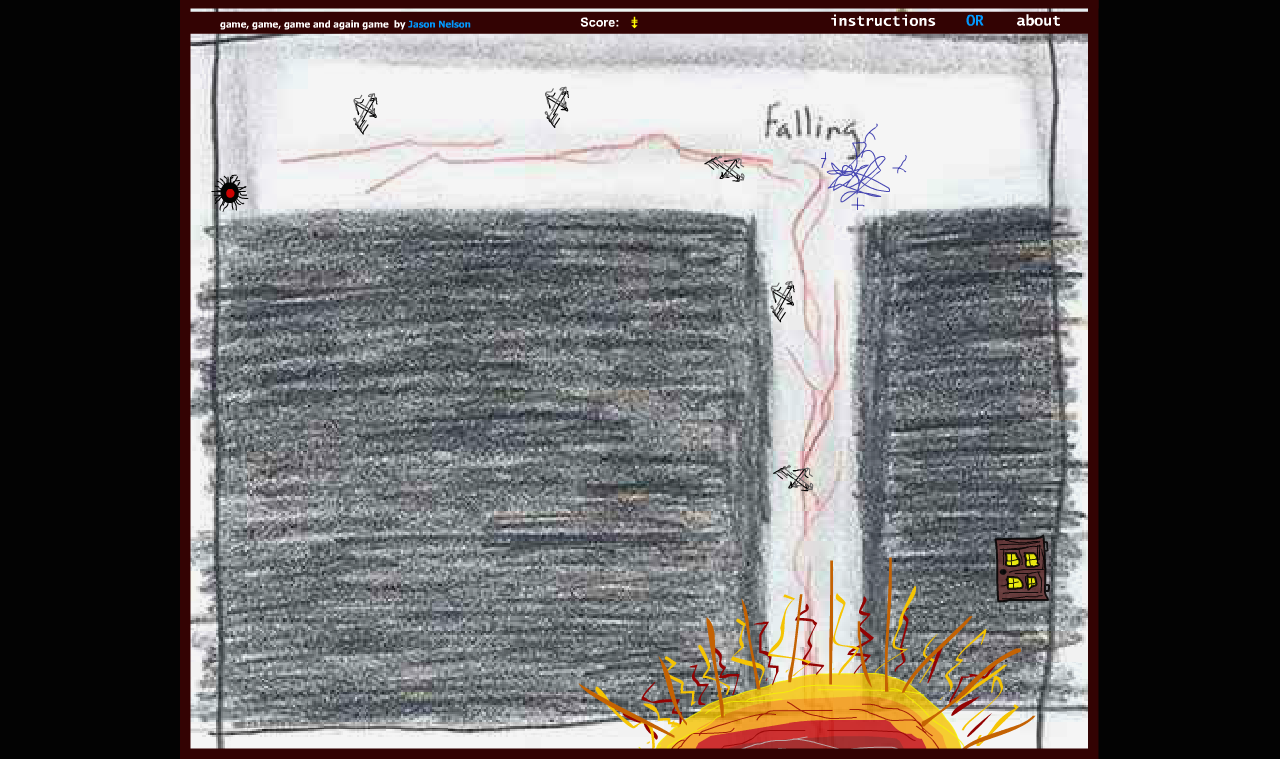 game, game, game and again game by Jason Nelson
Score: ‡
instructions OR about
Falling